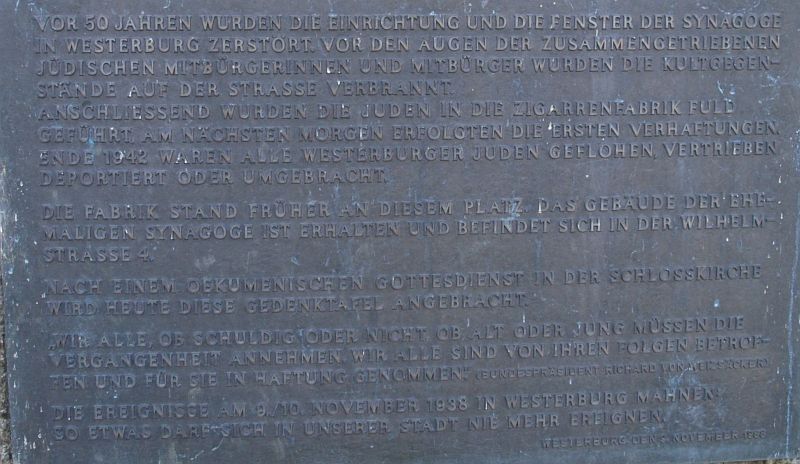 VOR 50 JAHREN WURDEN DIE EINRICHTUNG UND DIE FENSTER DER SYNAGOGE
IN WESTERBURG ZERSTÖRT. VOR DEN AUGEN DER ZUSAMMENGETRIEBENEN
JÜDISCHEN MITBÜRGERINNEN UND MITBÜRGER WURDEN DIE KULTGEGEN-
STÄNDE AUF DER STRASSE VERBRANNT.
ANSCHLIESSEND WURDEN DIE JUDEN IN DIE ZIGARRENFABRIK FULD
GEFÜHRT. AM NÄCHSTEN MORGEN ERFOLGTEN DIE ERSTEN VERHAFTUNGEN.
ENDE 1942 WAREN ALLE WESTERBURGER JUDEN GEFLOHEN, VERTRIEBEN
DEPORTIERT ODER UMGEBRACHT.
DIE FABRIK STAND FRÜHER AN DIESEM PLATZ. DAS GEBÄUDE DER EHE-
MALIGEN SYNAGOGE IST ERHALTEN UND BEFINDET SICH IN DER WILHELM-
STRASSE 4.
NACH EINEM OEKUMENISCHEN GOTTESDIENST IN DER SCHLOSSKIRCHE
WIRD HEUTE DIESE GEDENKTAFEL ANGEBRACHT.
„WIR ALLE, OB SCHULDIG ODER NICHT, OB ALT ODER JUNG MÜSSEN DIE
VERGANGENHEIT ANNEHMEN. WIR ALLE SIND VON IHREN FOLGEN BETROF-
FEN UND FÜR SIE IN HAFTUNG GENOMMEN." (BUNDESPRÄSIDENT RICHARD VON WEIZSÄCKER)
DIE EREIGNISSE AM 9./10. NOVEMBER 1938 IN WESTERBURG MAHNEN:
SO ETWAS DARF SICH IN UNSERER STADT NIE MEHR EREIGNEN.
WESTERBURG, DEN NOVEMBER 1988